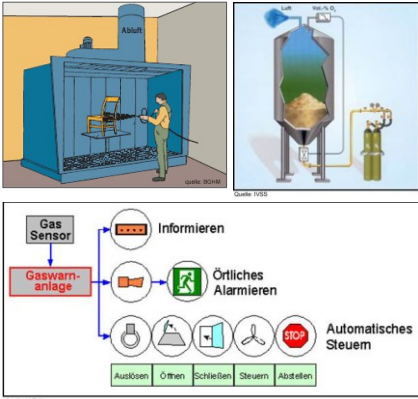 Abluft
quelle: BGHM
Luft
Vol.-% O₂
Quelle: IVSS
Gas
Sensor
Gaswarn-
anlage
Informieren
Örtliches
Alarmieren
STOP
Automatisches
Steuern
Auslösen
Öffnen
Schließen
Steuern
Abstellen